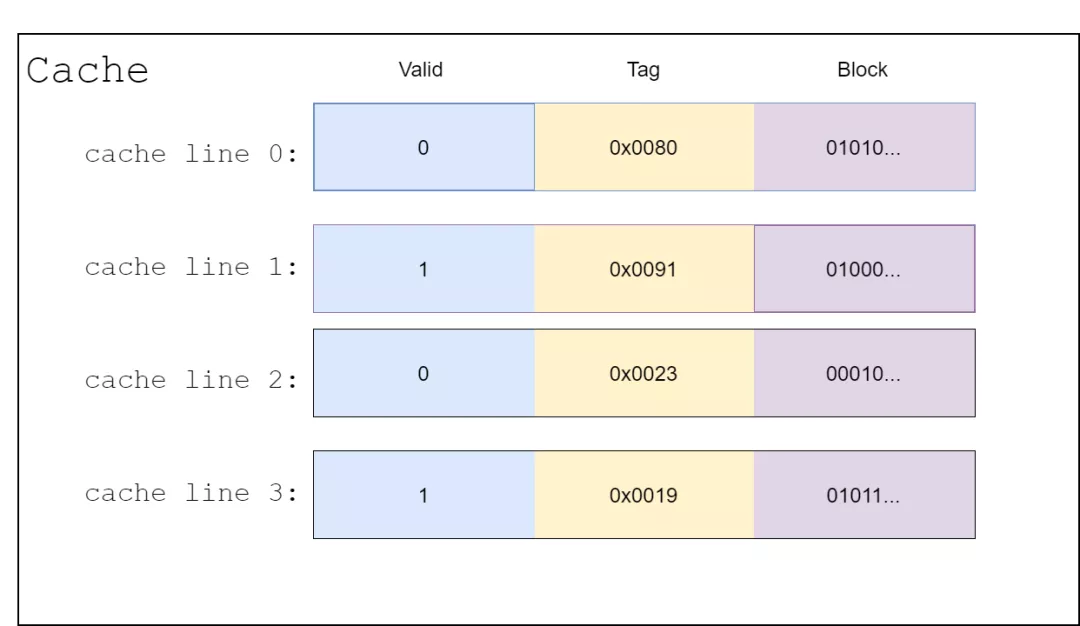 Cache Valid Tag Block
cache line 0: 0 0x0080 01010...
cache line 1: 1 0x0091 01000...
cache line 2: 0 0x0023 00010...
cache line 3: 1 0x0019 01011...